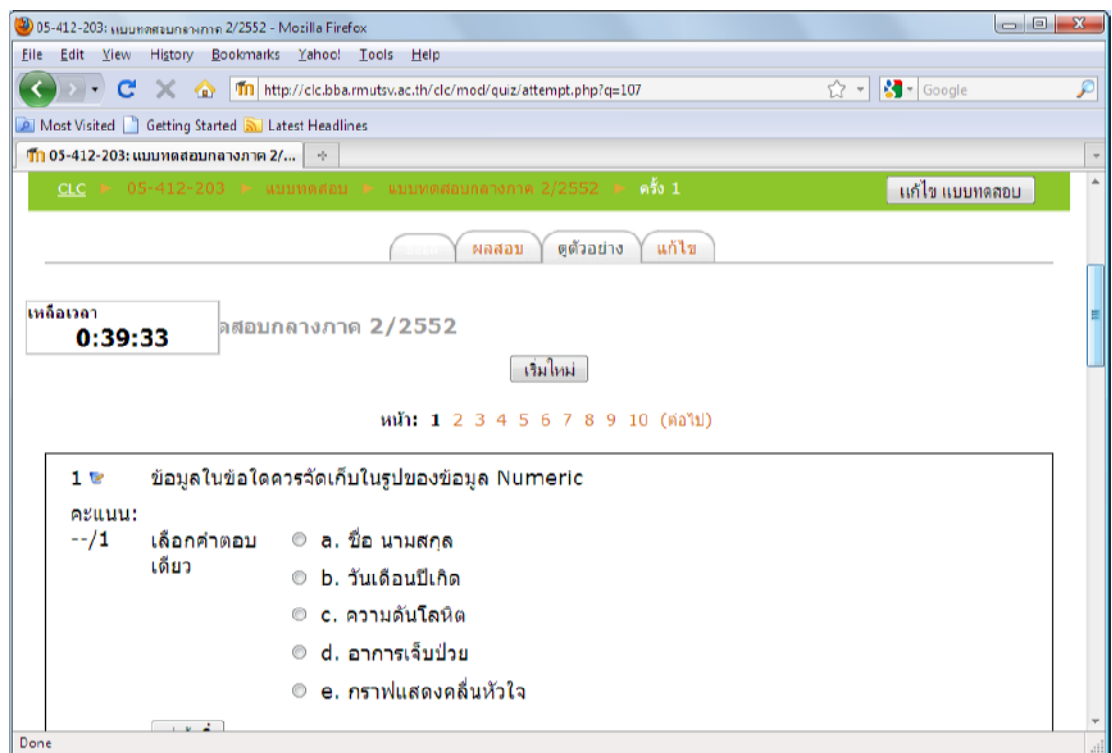 05-412-203: แบบทดสอบกลางภาค 2/2552 - Mozilla Firefox
File Edit View History Bookmarks Yahoo! Tools Help
http://clc.bba.rmutsv.ac.th/clc/mod/quiz/attempt.php?q=107 Google
Most Visited Getting Started Latest Headlines
05-412-203: แบบทดสอบกลางภาค 2/...
CLC ► 05-412-203 ► แบบทดสอบ ► แบบทดสอบกลางภาค 2/2552 ► ครั้ง 1 แก้ไข แบบทดสอบ
ผลสอบ ดูตัวอย่าง แก้ไข
เหลือเวลา
0:39:33 ดสอบกลางภาค 2/2552
เริ่มใหม่
หน้า: 1 2 3 4 5 6 7 8 9 10 (ต่อไป)
1 ข้อมูลในข้อใดควรจัดเก็บในรูปของข้อมูล Numeric
คะแนน:
--/1 เลือกคำตอบ a. ชื่อ นามสกุล
เดียว
b. วันเดือนปีเกิด
c. ความดันโลหิต
d. อาการเจ็บป่วย
e. กราฟแสดงคลื่นหัวใจ
Done